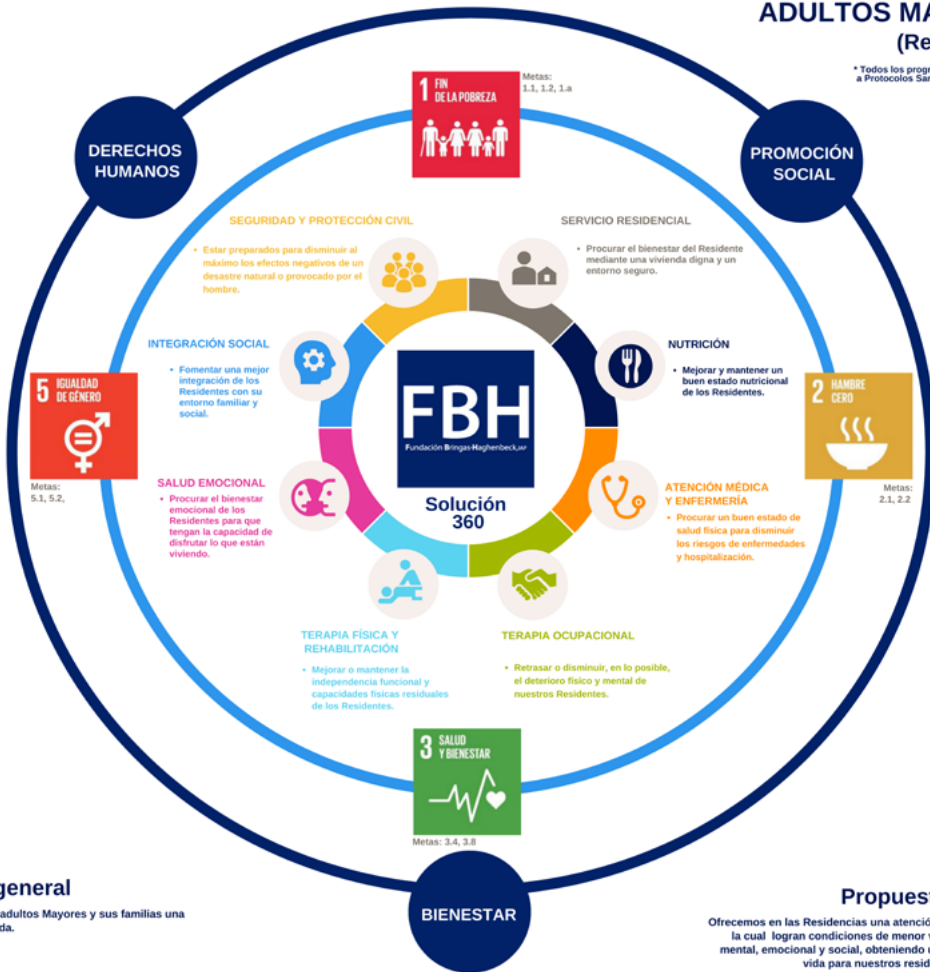 ADULTOS
(Re
* Todos los
a Protocolos
1 FIN
DE LA POBREZA
Metas:
1.1, 1.2, 1.a
DERECHOS
HUMANOS
PROMOCIÓN
SOCIAL
SEGURIDAD Y PROTECCIÓN CIVIL
• Estar preparados para disminuir al
máximo los efectos negativos de un
desastre natural o provocado por el
hombre.
SERVICIO RESIDENCIAL
• Procurar el bienestar del Residente
mediante una vivienda digna y un
entorno seguro.
INTEGRACIÓN SOCIAL
• Fomentar una mejor
integración de los
Residentes con su
entorno familiar y
social.
NUTRICIÓN
• Mejorar y mantener un
buen estado nutricional
de los Residentes.
5 IGUALDAD
DE GÉNERO
Metas:
5.1, 5.2,
2 HAMBRE
CERO
Metas:
2.1, 2.2
FBH
Fundación Bringas-Haghenbeck,IAP
Solución
360
SALUD EMOCIONAL
• Procurar el bienestar
emocional de los
Residentes para que
tengan la capacidad de
disfrutar lo que están
viviendo.
ATENCIÓN MÉDICA
Y ENFERMERÍA
• Procurar un buen estado de
salud física para disminuir
los riesgos de enfermedades
y hospitalización.
TERAPIA FÍSICA Y
REHABILITACIÓN
• Mejorar o mantener la
independencia funcional y
capacidades físicas residuales
de los Residentes.
TERAPIA OCUPACIONAL
• Retrasar o disminuir, en lo posible,
el deterioro físico y mental de
nuestros Residentes.
3 SALUD
Y BIENESTAR
Metas: 3.4, 3.8
BIENESTAR
general
adultos Mayores y sus familias una
da.
Propuest
Ofrecemos en las Residencias una atenció
la cual logran condiciones de menor
mental, emocional y social, obteniendo
vida para nuestros resid